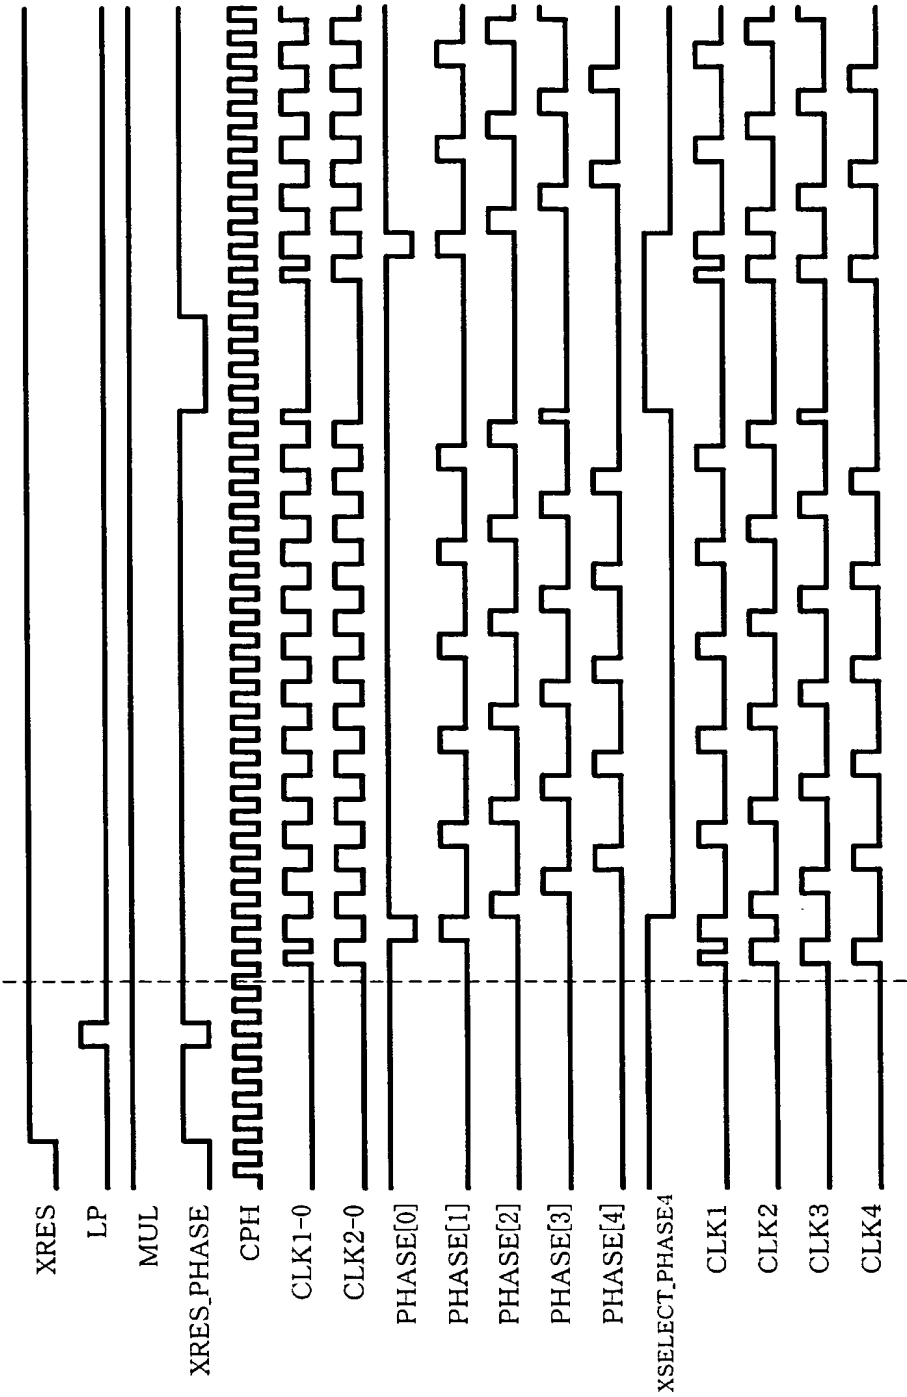 XRES
LP
MUL
XRES_PHASE
CPH
CLK1-0
CLK2-0
PHASE[0]
PHASE[1]
PHASE[2]
PHASE[3]
PHASE[4]
XSELECT_PHASE4
CLK1
CLK2
CLK3
CLK4